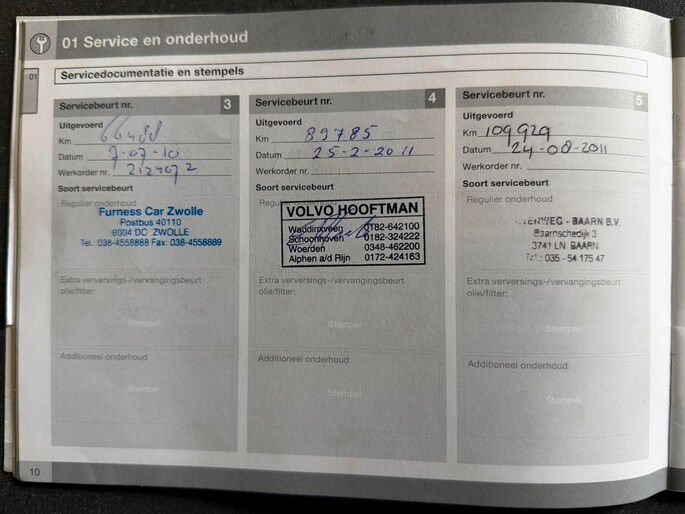 01 Service en onderhoud
01
Servicedocumentatie en stempels
Servicebeurt nr. 3
Uitgevoerd
Km 66488
Datum 7-07-10
Werkorder nr. 2124072
Soort servicebeurt
Regulier onderhoud
Furness Car Zwolle
Postbus 40110
8004 DC ZWOLLE
Tel. 038-4558888 Fax: 038-4558889
Extra verversings-/vervangingsbeurt
olie/filter:
Stempel
Additioneel onderhoud
Stempel
Servicebeurt nr. 4
Uitgevoerd
Km 89785
Datum 25-2-2011
Werkorder nr.
Soort servicebeurt
VOLVO HOOFTMAN
Waddinxveen 0182-642100
Schoonhoven 0182-324222
Woerden 0348-462200
Alphen a/d Rijn 0172-424163
Extra verversings-/vervangingsbeurt
olie/filter:
Stempel
Additioneel onderhoud
Stempel
Servicebeurt nr. 5
Uitgevoerd
Km 109929
Datum 24-08-2011
Werkorder nr.
Soort servicebeurt
Regulier onderhoud
- BAARN B.V.
Baarnschedijk 3
3741 LN BAARN
Tel.: 035 - 54 175 47
Extra verversings-/vervangingsbeurt
olie/filter:
Stempel
Additioneel onderhoud
Stempel
10